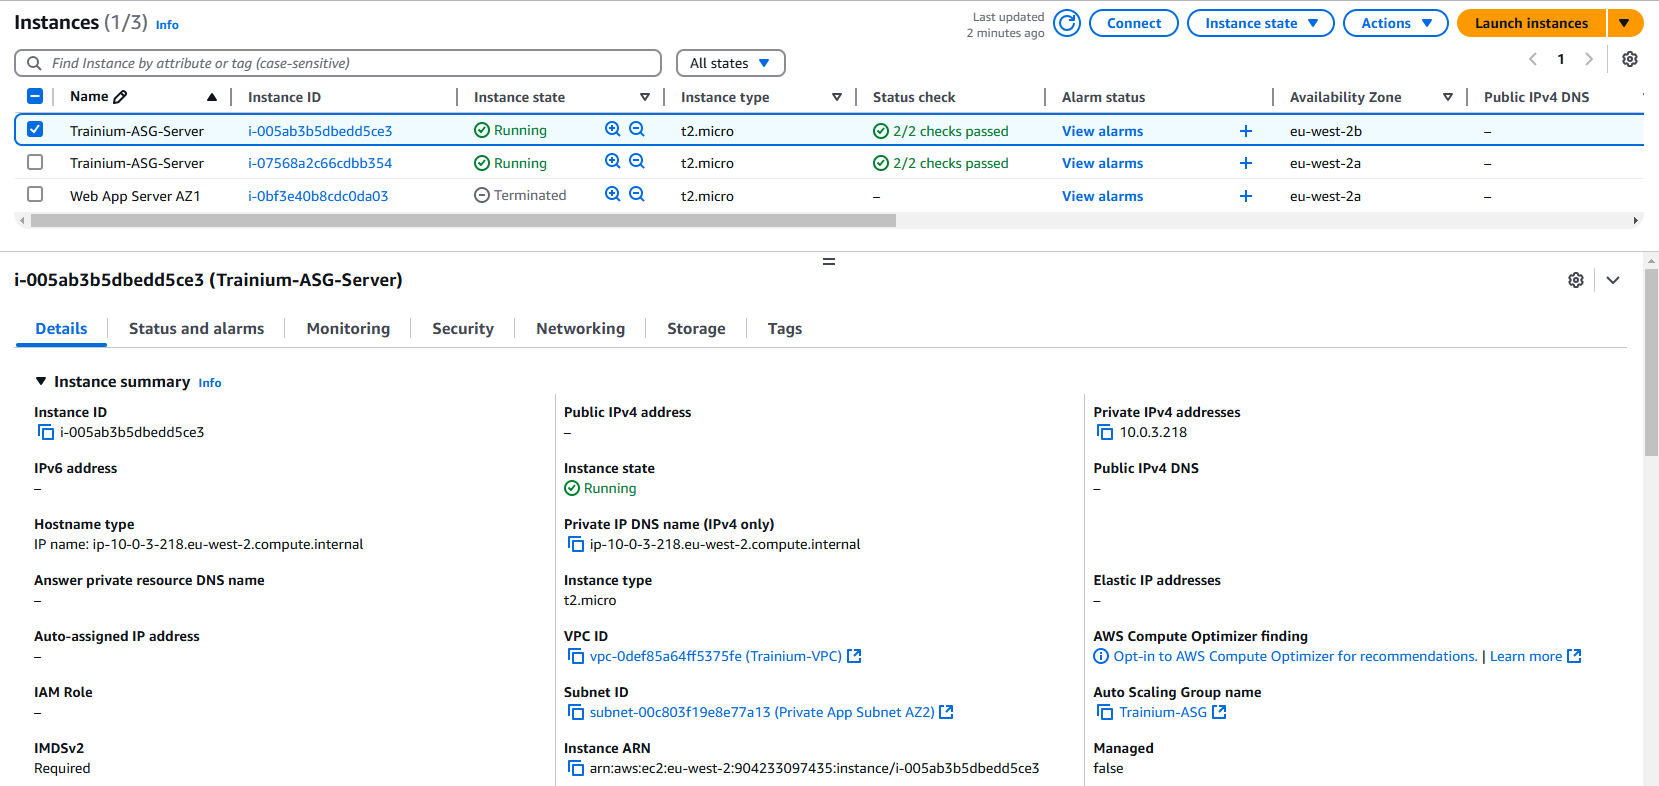 Instances (1/3) Info
Last updated
2 minutes ago
Connect
Instance state
Actions
Launch instances
Find Instance by attribute or tag (case-sensitive)
All states
1
Name Instance ID Instance state Instance type Status check Alarm status Availability Zone Public IPv4 DNS
Trainium-ASG-Server i-005ab3b5dbedd5ce3 Running t2.micro 2/2 checks passed View alarms + eu-west-2b –
Trainium-ASG-Server i-07568a2c66cdbb354 Running t2.micro 2/2 checks passed View alarms + eu-west-2a –
Web App Server AZ1 i-0bf3e40b8cdc0da03 Terminated t2.micro – View alarms + eu-west-2a –
i-005ab3b5dbedd5ce3 (Trainium-ASG-Server)
Details Status and alarms Monitoring Security Networking Storage Tags
Instance summary Info
Instance ID
i-005ab3b5dbedd5ce3
Public IPv4 address
–
Private IPv4 addresses
10.0.3.218
IPv6 address
–
Instance state
Running
Public IPv4 DNS
–
Hostname type
IP name: ip-10-0-3-218.eu-west-2.compute.internal
Private IP DNS name (IPv4 only)
ip-10-0-3-218.eu-west-2.compute.internal
Answer private resource DNS name
–
Instance type
t2.micro
Elastic IP addresses
–
Auto-assigned IP address
–
VPC ID
vpc-0def85a64ff5375fe (Trainium-VPC)
AWS Compute Optimizer finding
Opt-in to AWS Compute Optimizer for recommendations. | Learn more
IAM Role
–
Subnet ID
subnet-00c803f19e8e77a13 (Private App Subnet AZ2)
Auto Scaling Group name
Trainium-ASG
IMDSv2
Required
Instance ARN
arn:aws:ec2:eu-west-2:904233097435:instance/i-005ab3b5dbedd5ce3
Managed
false